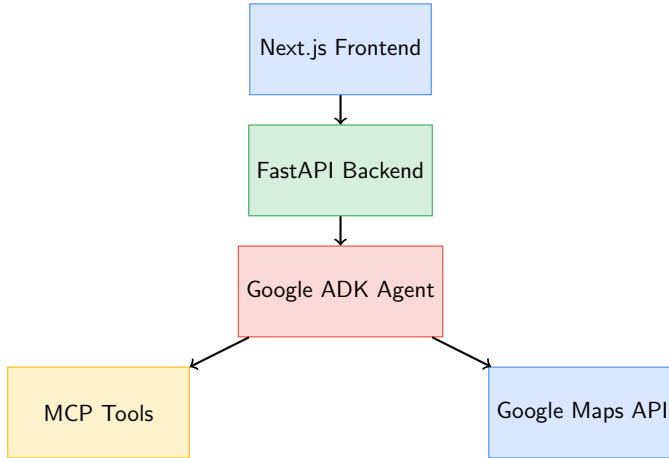 Next.js Frontend
FastAPI Backend
Google ADK Agent
MCP Tools
Google Maps API